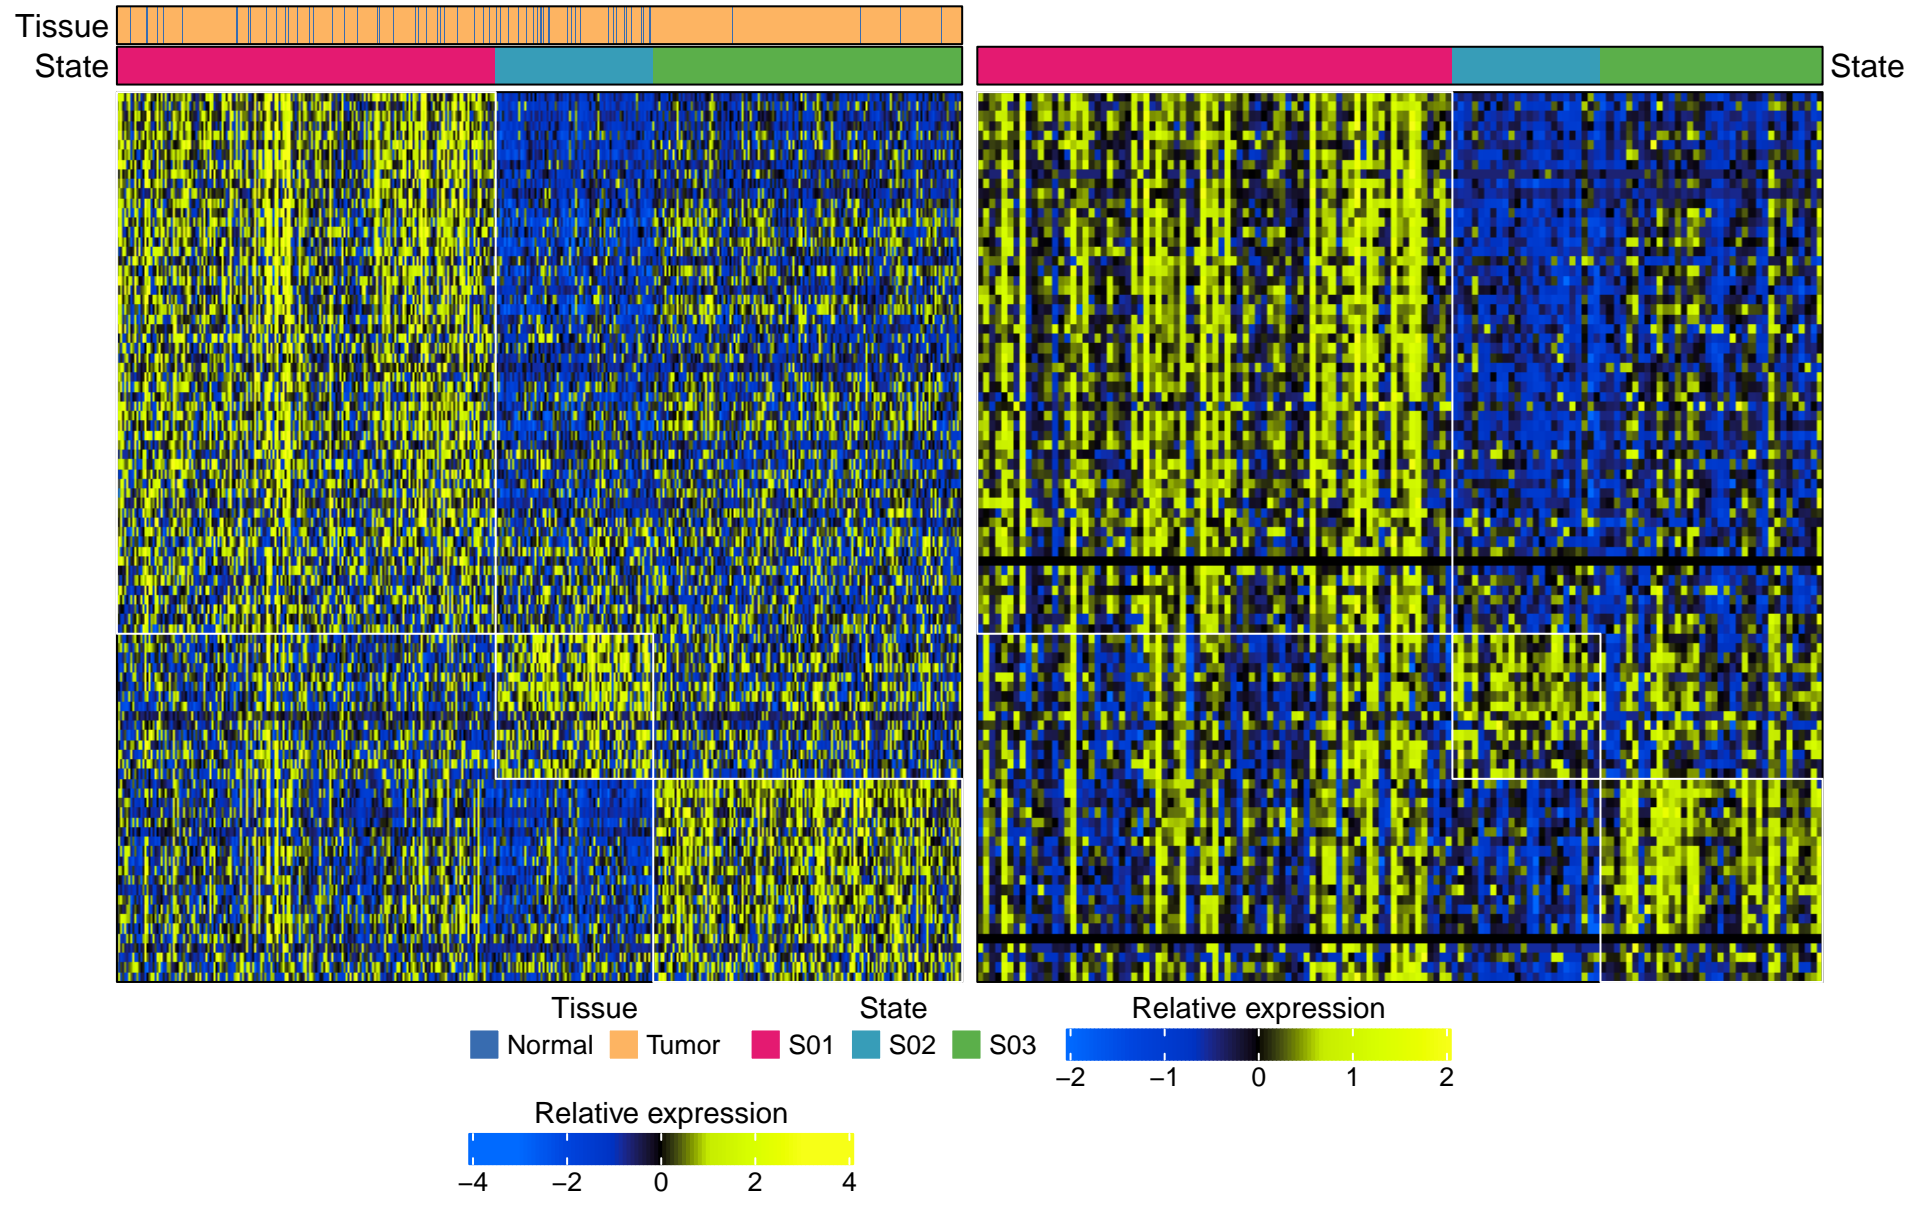 Tissue
State
State
Tissue
Normal Tumor
State
S01 S02 S03
Relative expression
−2 −1 0 1 2
Relative expression
−4 −2 0 2 4